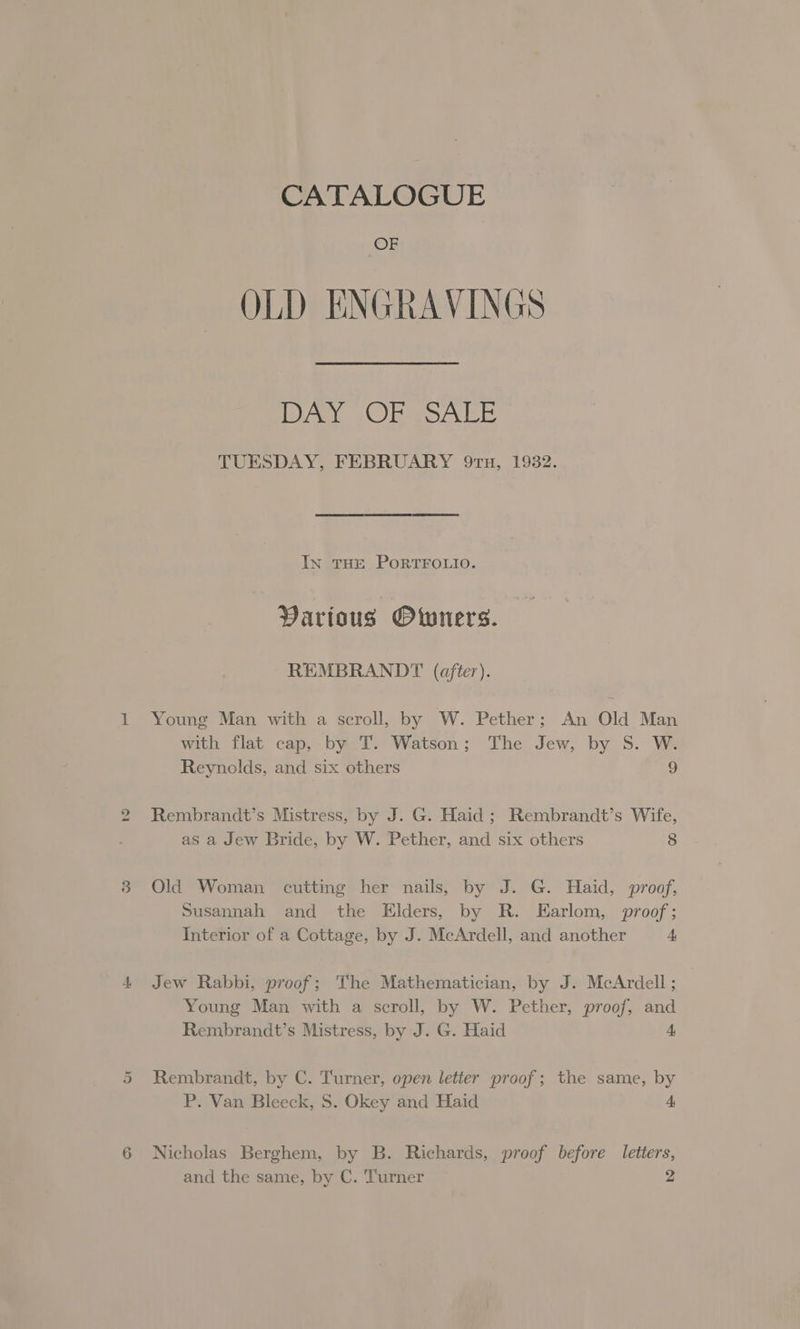 CATALOGUE
OF
OLD ENGRAVINGS
DAY OF SALE
TUESDAY, FEBRUARY 9TH, 1932.
IN THE PORTFOLIO.
Various Owners.
REMBRANDT (after).
1 Young Man with a scroll, by W. Pether; An Old Man
with flat cap, by T. Watson; The Jew, by S. W.
Reynolds, and six others 9
2 Rembrandt's Mistress, by J. G. Haid; Rembrandt's Wife,
as a Jew Bride, by W. Pether, and six others 8
3 Old Woman cutting her nails, by J. G. Haid, proof,
Susannah and the Elders, by R. Earlom, proof;
Interior of a Cottage, by J. McArdell, and another 4
4 Jew Rabbi, proof; The Mathematician, by J. McArdell;
Young Man with a scroll, by W. Pether, proof, and
Rembrandt's Mistress, by J. G. Haid 4
5 Rembrandt, by C. Turner, open letter proof; the same, by
P. Van Bleeck, S. Okey and Haid 4
6 Nicholas Berghem, by B. Richards, proof before letters,
and the same, by C. Turner 2